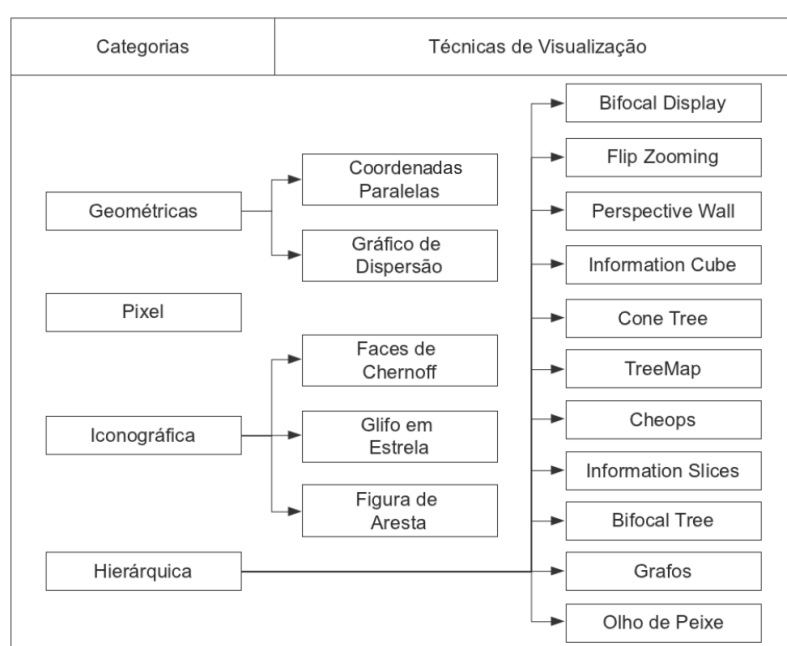 Categorias
Técnicas de Visualização
Geométricas
Pixel
Iconográfica
Hierárquica
Coordenadas
Paralelas
Gráfico de
Dispersão
Faces de
Chernoff
Glifo em
Estrela
Figura de
Aresta
Bifocal Display
Flip Zooming
Perspective Wall
Information Cube
Cone Tree
TreeMap
Cheops
Information Slices
Bifocal Tree
Grafos
Olho de Peixe